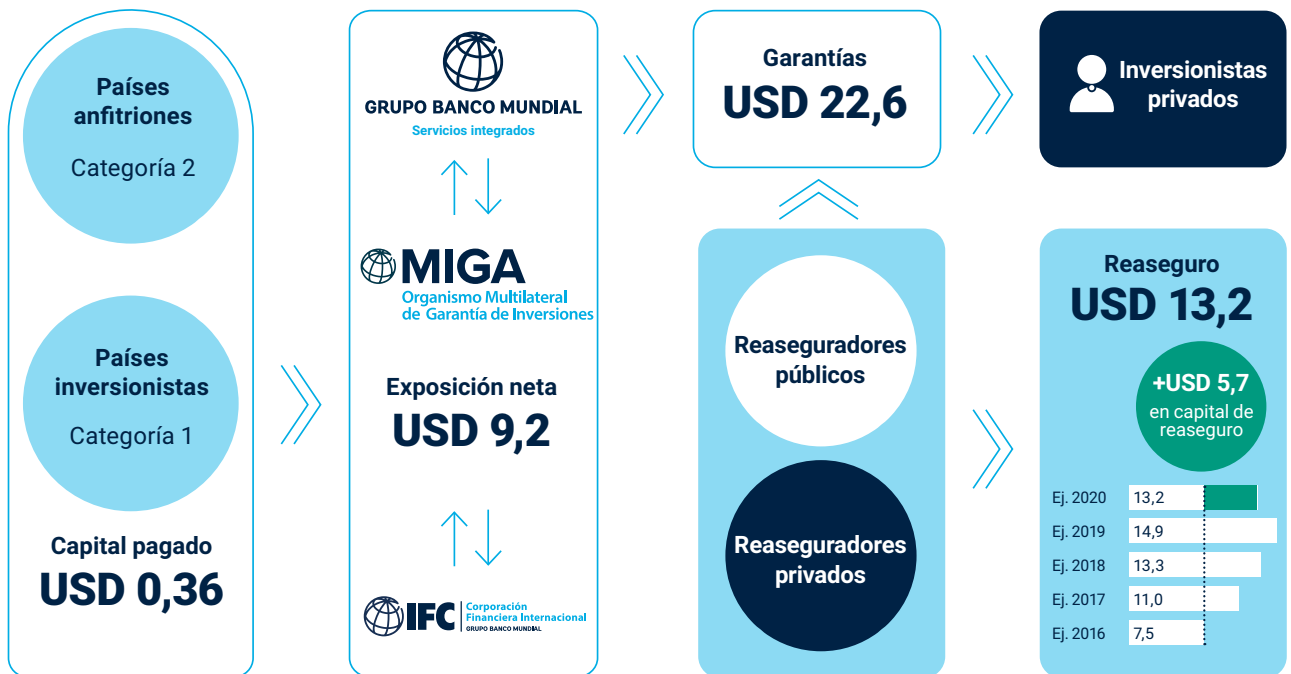 Países
anfitriones
Categoría 2
Países
inversionistas
Categoría 1
Capital pagado
USD 0,36
GRUPO BANCO MUNDIAL
Servicios integrados
MIGA
Organismo Multilateral
de Garantía de Inversiones
Exposición neta
USD 9,2
IFC
Corporación
Financiera Internacional
GRUPO BANCO MUNDIAL
Garantías
USD 22,6
Reaseguradores
públicos
Reaseguradores
privados
Inversionistas
privados
Reaseguro
USD 13,2
+USD 5,7
en capital de
reaseguro
Ej. 2020 13,2
Ej. 2019 14,9
Ej. 2018 13,3
Ej. 2017 11,0
Ej. 2016 7,5